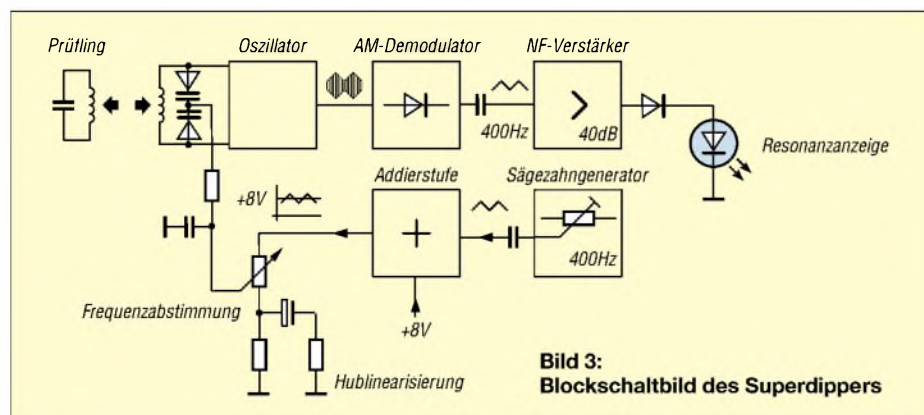 Prüfling
Oszillator
AM-Demodulator
NF-Verstärker
400Hz
40dB
Resonanzanzeige
+8V
Addierstufe
Sägezahngenerator
400Hz
Frequenzabstimmung
+8V
Hublinearisierung
Bild 3:
Blockschaltbild des Superdippers